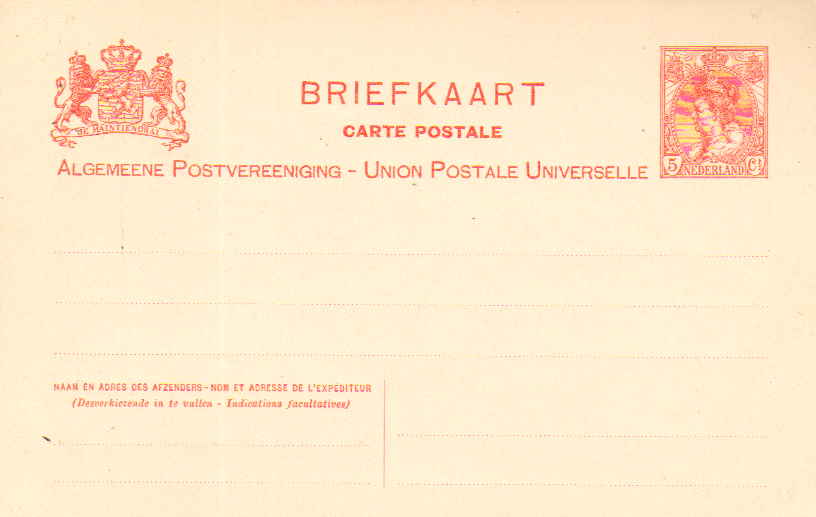 BRIEFKAART
CARTE POSTALE
ALGEMEENE POSTVEREENIGING - UNION POSTALE UNIVERSELLE
JE MAINTIENDRAI
5 NEDERLAND Ct
NAAM EN ADRES DES AFZENDERS - NOM ET ADRESSE DE L'EXPÉDITEUR
(Desverkiezende in te vullen - Indications facultatives)